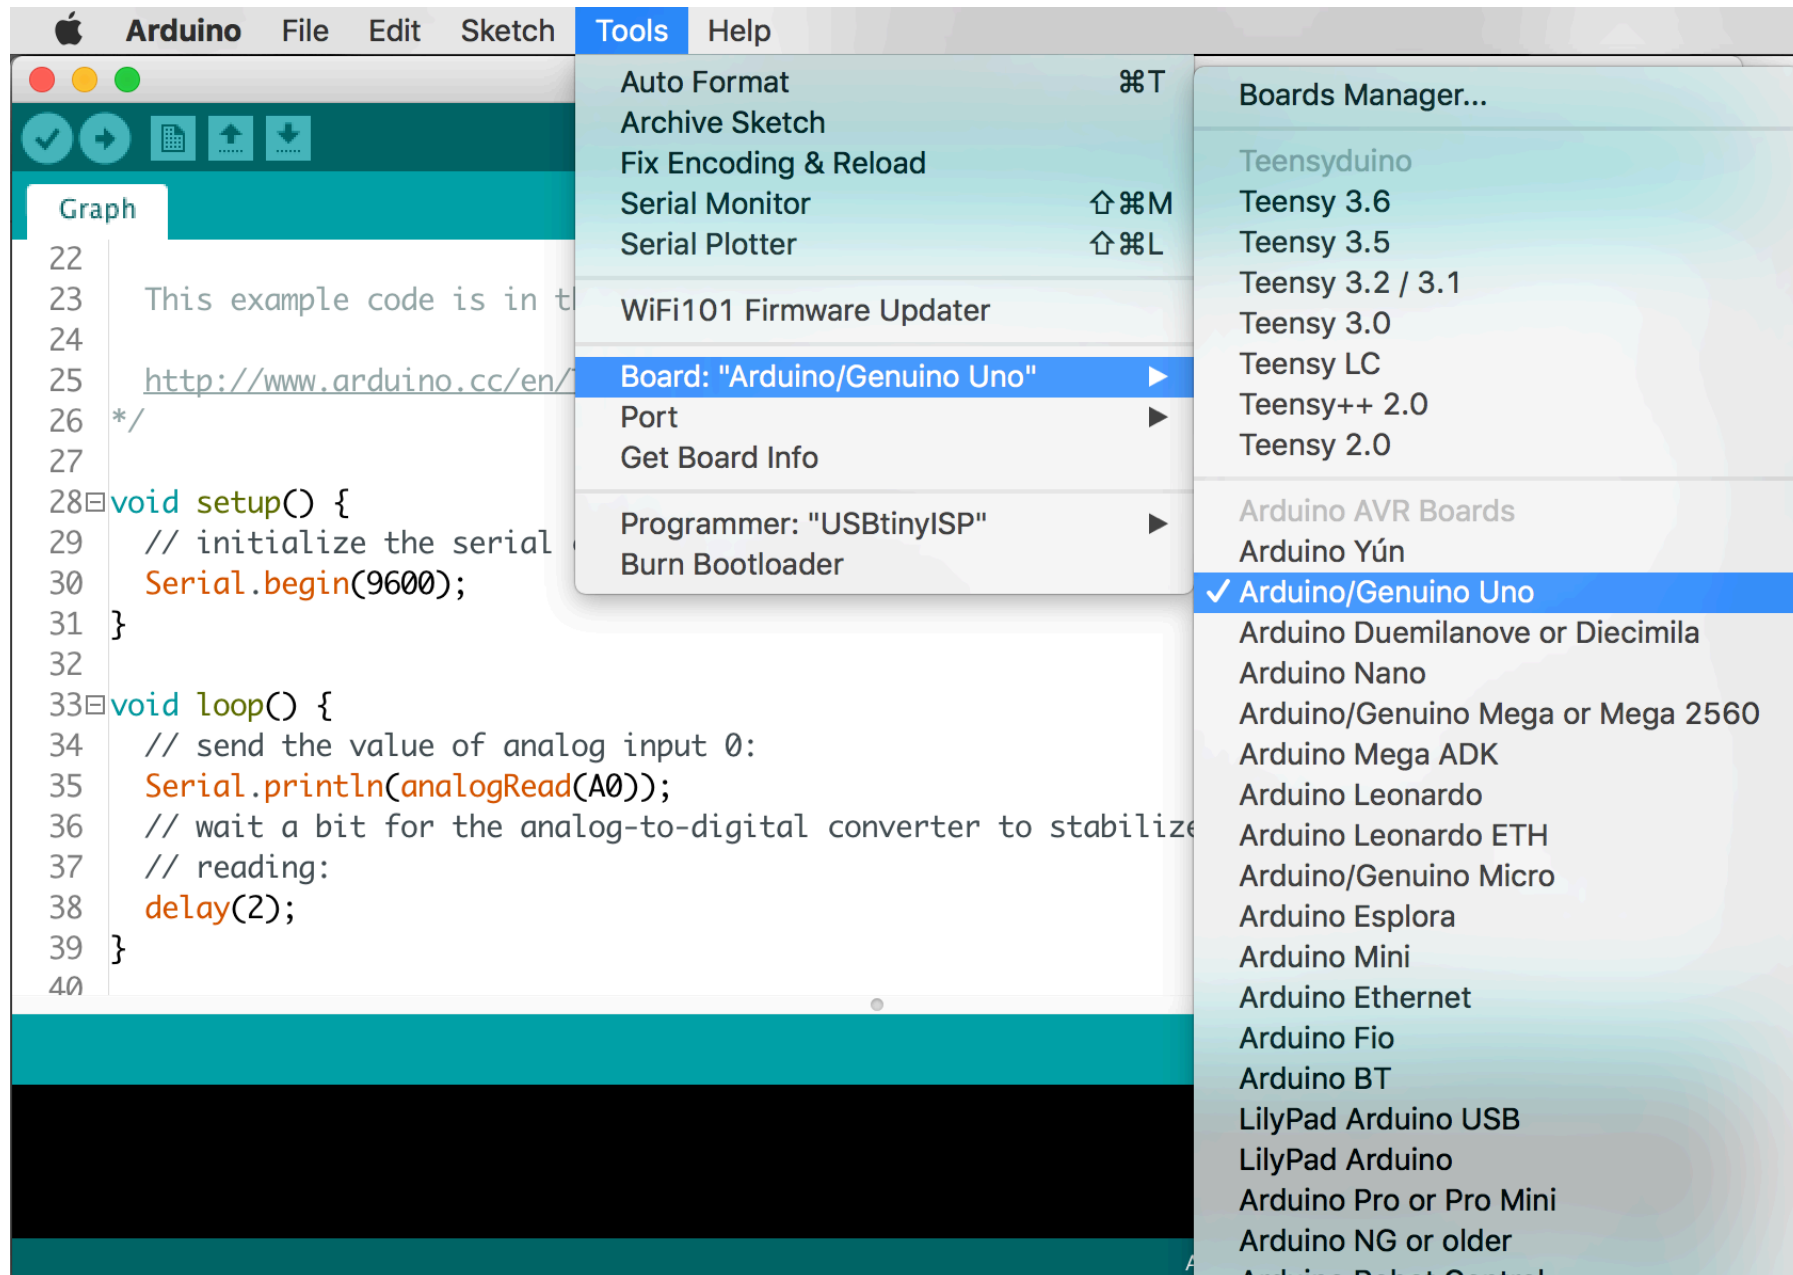 Arduino File Edit Sketch Tools Help
Graph
22
23 This example code is in
24
25 http://www.arduino.cc/en/
26 */
27
28 void setup() {
29 // initialize the serial
30 Serial.begin(9600);
31 }
32
33 void loop() {
34 // send the value of analog input 0:
35 Serial.println(analogRead(A0));
36 // wait a bit for the analog-to-digital converter to stabilize
37 // reading:
38 delay(2);
39 }
40
Auto Format ⌘T
Archive Sketch
Fix Encoding & Reload
Serial Monitor ⇧⌘M
Serial Plotter ⇧⌘L
WiFi101 Firmware Updater
Board: "Arduino/Genuino Uno"
Port
Get Board Info
Programmer: "USBtinyISP"
Burn Bootloader
Boards Manager...
Teensyduino
Teensy 3.6
Teensy 3.5
Teensy 3.2 / 3.1
Teensy 3.0
Teensy LC
Teensy++ 2.0
Teensy 2.0
Arduino AVR Boards
Arduino Yún
✓ Arduino/Genuino Uno
Arduino Duemilanove or Diecimila
Arduino Nano
Arduino/Genuino Mega or Mega 2560
Arduino Mega ADK
Arduino Leonardo
Arduino Leonardo ETH
Arduino/Genuino Micro
Arduino Esplora
Arduino Mini
Arduino Ethernet
Arduino Fio
Arduino BT
LilyPad Arduino USB
LilyPad Arduino
Arduino Pro or Pro Mini
Arduino NG or older
Arduino Robot Control